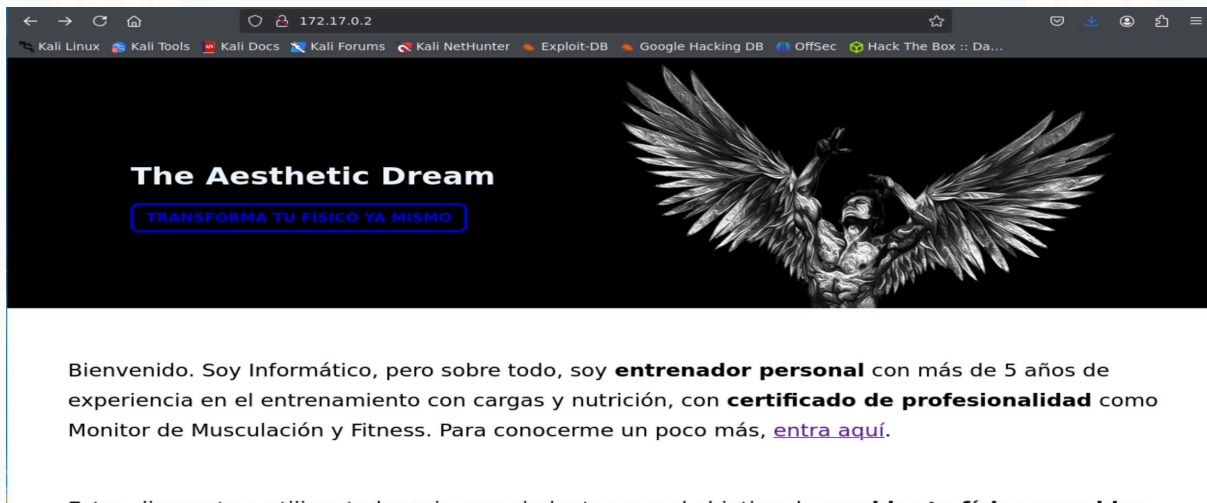 172.17.0.2
Kali Linux Kali Tools Kali Docs Kali Forums Kali NetHunter Exploit-DB Google Hacking DB OffSec Hack The Box :: Da...
The Aesthetic Dream
TRANSFORMA TU FISICO YA MISMO
Bienvenido. Soy Informático, pero sobre todo, soy entrenador personal con más de 5 años de
experiencia en el entrenamiento con cargas y nutrición, con certificado de profesionalidad como
Monitor de Musculación y Fitness. Para conocerme un poco más, entra aquí.